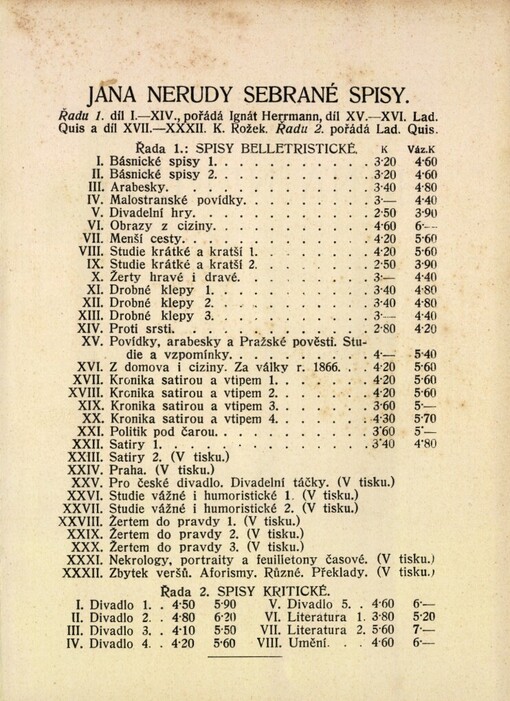 JANA NERUDY SEBRANÉ SPISY.
Řadu 1. díl I.—XIV., pořádá Ignát Herrmann, díl XV.—XVI. Lad.
Quis a díl XVII.—XXXII. K. Rožek. Řadu 2. pořádá Lad. Quis.
Řada 1.: SPISY BELLETRISTICKÉ. K Váz.K
I. Básnické spisy 1. . . . . . . . . . . . 3·20 4·60
II. Básnické spisy 2. . . . . . . . . . . . 3·20 4·60
III. Arabesky. . . . . . . . . . . . . . . 3·40 4·80
IV. Malostranské povídky. . . . . . . . . . 3·— 4·40
V. Divadelní hry. . . . . . . . . . . . . 2·50 3·90
VI. Obrazy z ciziny. . . . . . . . . . . . 4·60 6·—
VII. Menší cesty. . . . . . . . . . . . . . 4·20 5·60
VIII. Studie krátké a kratší 1. . . . . . . . . 4·20 5·60
IX. Studie krátké a kratší 2. . . . . . . . . 2·50 3·90
X. Žerty hravé i dravé. . . . . . . . . . . 3·— 4·40
XI. Drobné klepy 1. . . . . . . . . . . . 3·40 4·80
XII. Drobné klepy 2. . . . . . . . . . . . 3·40 4·80
XIII. Drobné klepy 3. . . . . . . . . . . . 3·— 4·40
XIV. Proti srsti. . . . . . . . . . . . . . . 2·80 4·20
XV. Povídky, arabesky a Pražské pověsti. Stu-
die a vzpomínky. . . . . . . . . . . 4·— 5·40
XVI. Z domova i ciziny. Za války r. 1866. . . 4·20 5·60
XVII. Kronika satirou a vtipem 1. . . . . . . . 4·20 5·60
XVIII. Kronika satirou a vtipem 2. . . . . . . . 4·20 5·60
XIX. Kronika satirou a vtipem 3. . . . . . . . 3·60 5·—
XX. Kronika satirou a vtipem 4. . . . . . . . 4·30 5·70
XXI. Politik pod čarou. . . . . . . . . . . . 3·60 5·—
XXII. Satiry 1. . . . . . . . . . . . . . . . 3·40 4·80
XXIII. Satiry 2. (V tisku.)
XXIV. Praha. (V tisku.)
XXV. Pro české divadlo. Divadelní táčky. (V tisku.)
XXVI. Studie vážné i humoristické 1. (V tisku.)
XXVII. Studie vážné i humoristické 2. (V tisku.)
XXVIII. Žertem do pravdy 1. (V tisku.)
XXIX. Žertem do pravdy 2. (V tisku.)
XXX. Žertem do pravdy 3. (V tisku.)
XXXI. Nekrology, portraity a feuilletony časové. (V tisku.)
XXXII. Zbytek veršů. Aforismy. Různé. Překlady. (V tisku.)
Řada 2. SPISY KRITICKÉ.
I. Divadlo 1. . 4·50 5·90 V. Divadlo 5. . 4·60 6·—
II. Divadlo 2. . 4·80 6·20 VI. Literatura 1. 3·80 5·20
III. Divadlo 3. . 4·10 5·50 VII. Literatura 2. 5·60 7·—
IV. Divadlo 4. . 4·20 5·60 VIII. Umění. . . 4·60 6·—